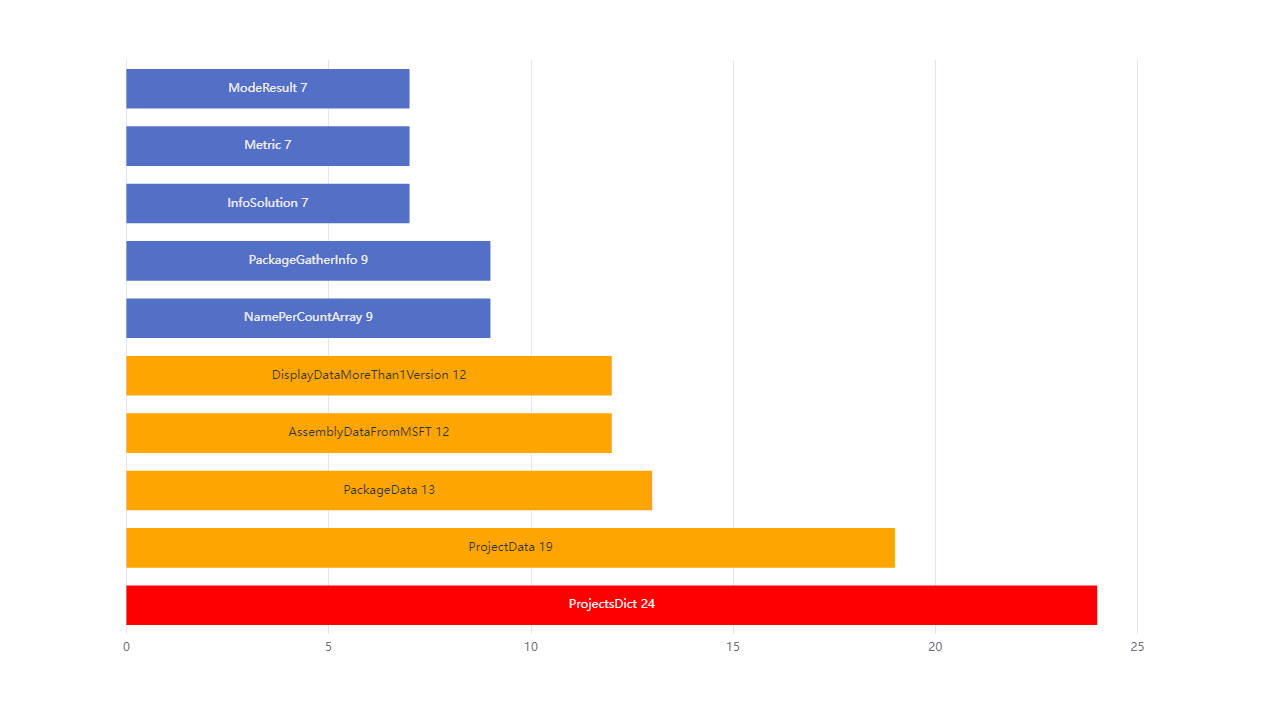 ModeResult 7
Metric 7
InfoSolution 7
PackageGatherInfo 9
NamePerCountArray 9
DisplayDataMoreThan1Version 12
AssemblyDataFromMSFT 12
PackageData 13
ProjectData 19
ProjectsDict 24
0 5 10 15 20 25